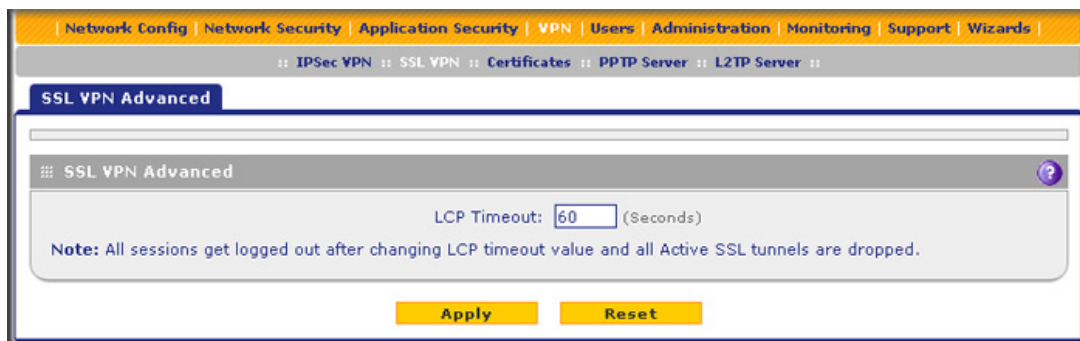 | Network Config | Network Security | Application Security | VPN | Users | Administration | Monitoring | Support | Wizards |
:: IPSec VPN :: SSL VPN :: Certificates :: PPTP Server :: L2TP Server ::
SSL VPN Advanced
SSL VPN Advanced ?
LCP Timeout: 60 (Seconds)
Note: All sessions get logged out after changing LCP timeout value and all Active SSL tunnels are dropped.
Apply Reset